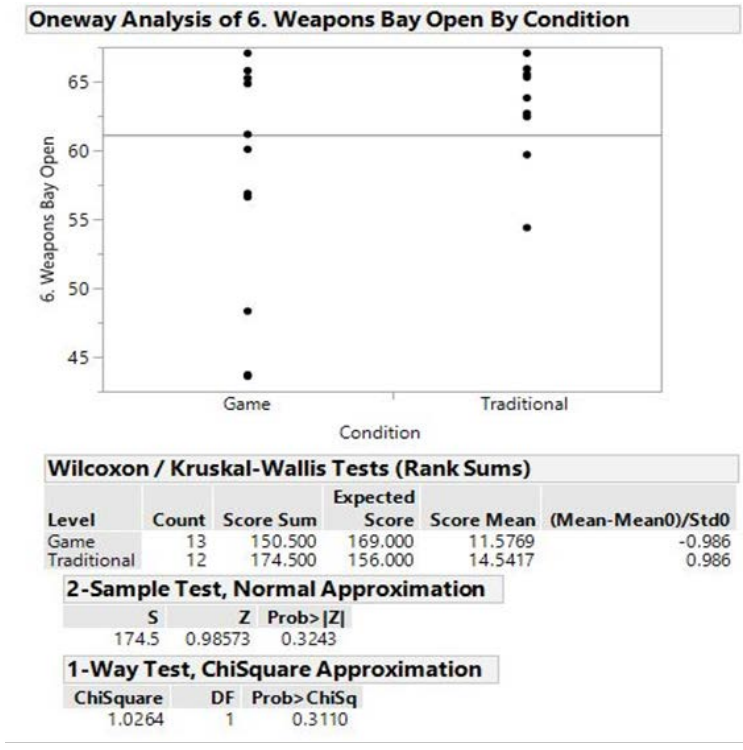 Oneway Analysis of 6. Weapons Bay Open By Condition
65
60
55
50
45
6. Weapons Bay Open
Game Traditional
Condition
Wilcoxon / Kruskal-Wallis Tests (Rank Sums)
Expected
Level Count Score Sum Score Score Mean (Mean-Mean0)/Std0
Game 13 150.500 169.000 11.5769 -0.986
Traditional 12 174.500 156.000 14.5417 0.986
2-Sample Test, Normal Approximation
S Z Prob>|Z|
174.5 0.98573 0.3243
1-Way Test, ChiSquare Approximation
ChiSquare DF Prob>ChiSq
1.0264 1 0.3110